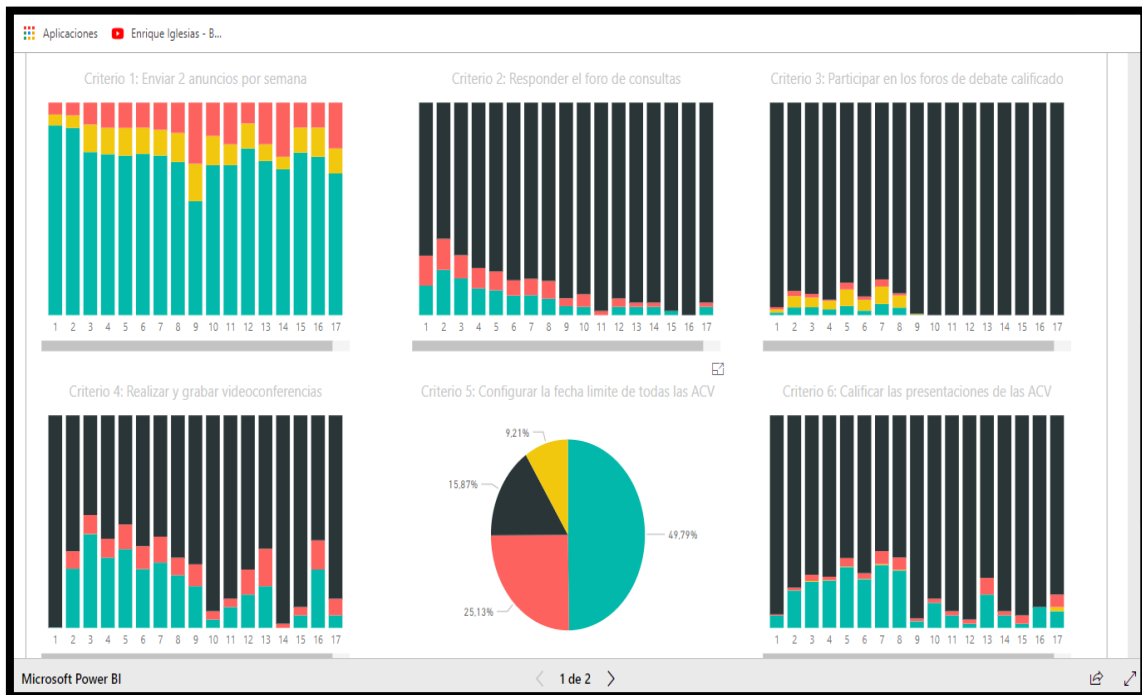 Aplicaciones Enrique Iglesias - B...
Criterio 1: Enviar 2 anuncios por semana
1 2 3 4 5 6 7 8 9 10 11 12 13 14 15 16 17
Criterio 2: Responder el foro de consultas
1 2 3 4 5 6 7 8 9 10 11 12 13 14 15 16 17
Criterio 3: Participar en los foros de debate calificado
1 2 3 4 5 6 7 8 9 10 11 12 13 14 15 16 17
Criterio 4: Realizar y grabar videoconferencias
1 2 3 4 5 6 7 8 9 10 11 12 13 14 15 16 17
Criterio 5: Configurar la fecha limite de todas las ACV
9,21%
15,87%
49,79%
25,13%
Criterio 6: Calificar las presentaciones de las ACV
1 2 3 4 5 6 7 8 9 10 11 12 13 14 15 16 17
Microsoft Power BI 1 de 2